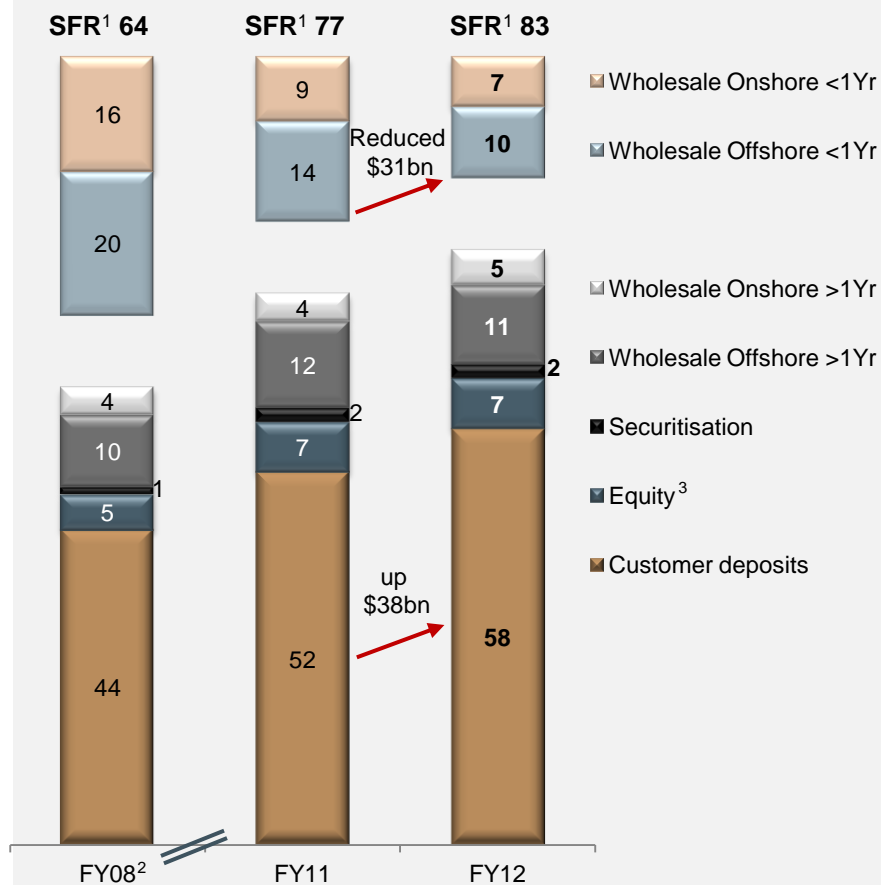 SFR¹ 64
SFR¹ 77
SFR¹ 83
16
20
4
10
1
5
44
9
14
4
12
2
7
52
7
10
5
11
2
7
58
Reduced
$31bn
up
$38bn
Wholesale Onshore <1Yr
Wholesale Offshore <1Yr
Wholesale Onshore >1Yr
Wholesale Offshore >1Yr
Securitisation
Equity³
Customer deposits
FY08²
FY11
FY12